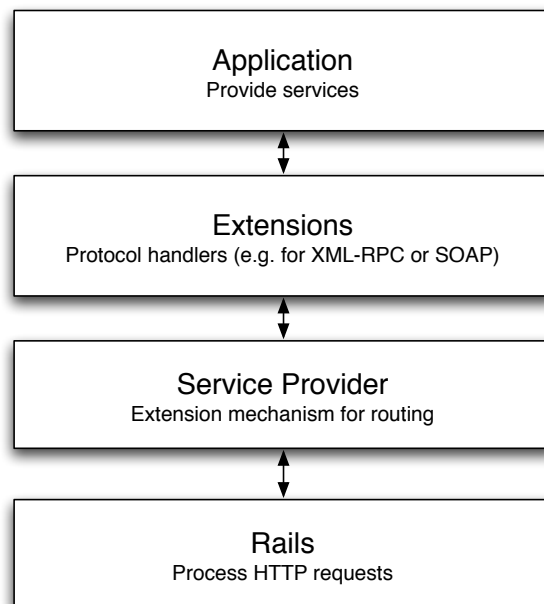 Application
Provide services
Extensions
Protocol handlers (e.g. for XML-RPC or SOAP)
Service Provider
Extension mechanism for routing
Rails
Process HTTP requests